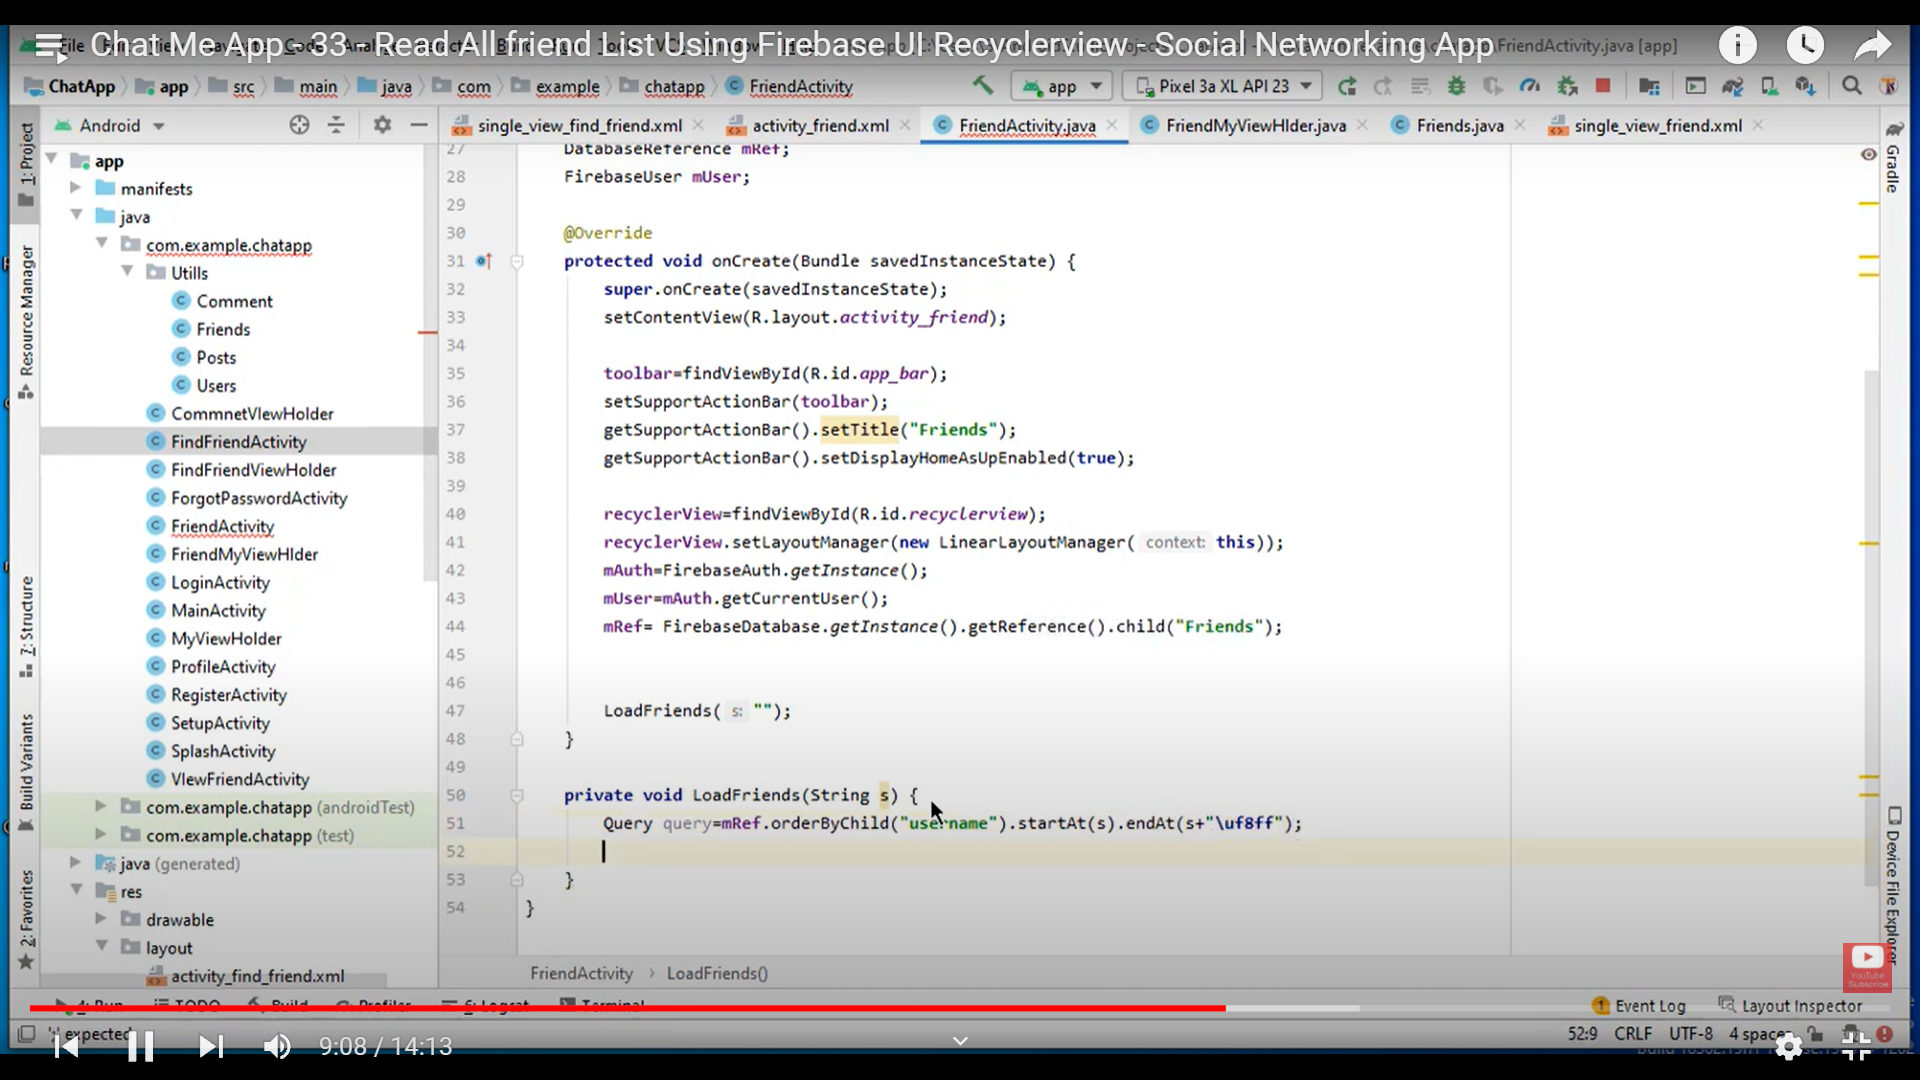 Chat Me App - 33 - Read All friend List Using Firebase UI Recyclerview - Social Networking App
FriendActivity.java [app]
ChatApp app src main java com example chatapp FriendActivity
app Pixel 3a XL API 23
Android
single_view_find_friend.xml activity_friend.xml FriendActivity.java FriendMyViewHlder.java Friends.java single_view_friend.xml
1: Project
Resource Manager
7: Structure
Build Variants
2: Favorites
app
manifests
java
com.example.chatapp
Utills
Comment
Friends
Posts
Users
CommnetVIewHolder
FindFriendActivity
FindFriendViewHolder
ForgotPasswordActivity
FriendActivity
FriendMyViewHlder
LoginActivity
MainActivity
MyViewHolder
ProfileActivity
RegisterActivity
SetupActivity
SplashActivity
VIewFriendActivity
com.example.chatapp (androidTest)
com.example.chatapp (test)
java (generated)
res
drawable
layout
activity_find_friend.xml
27 DatabaseReference mRef;
28 FirebaseUser mUser;
29
30 @Override
31 protected void onCreate(Bundle savedInstanceState) {
32 super.onCreate(savedInstanceState);
33 setContentView(R.layout.activity_friend);
34
35 toolbar=findViewById(R.id.app_bar);
36 setSupportActionBar(toolbar);
37 getSupportActionBar().setTitle("Friends");
38 getSupportActionBar().setDisplayHomeAsUpEnabled(true);
39
40 recyclerView=findViewById(R.id.recyclerview);
41 recyclerView.setLayoutManager(new LinearLayoutManager( context: this));
42 mAuth=FirebaseAuth.getInstance();
43 mUser=mAuth.getCurrentUser();
44 mRef= FirebaseDatabase.getInstance().getReference().child("Friends");
45
46
47 LoadFriends( s: "");
48 }
49
50 private void LoadFriends(String s) {
51 Query query=mRef.orderByChild("username").startAt(s).endAt(s+"\uf8ff");
52
53 }
54 }
Gradle
Device File Explorer
YouTube
Subscribe
FriendActivity › LoadFriends()
4: Run TODO Build Profiler 6: Logcat Terminal
Event Log Layout Inspector
expected
9:08 / 14:13
52:9 CRLF UTF-8 4 spaces